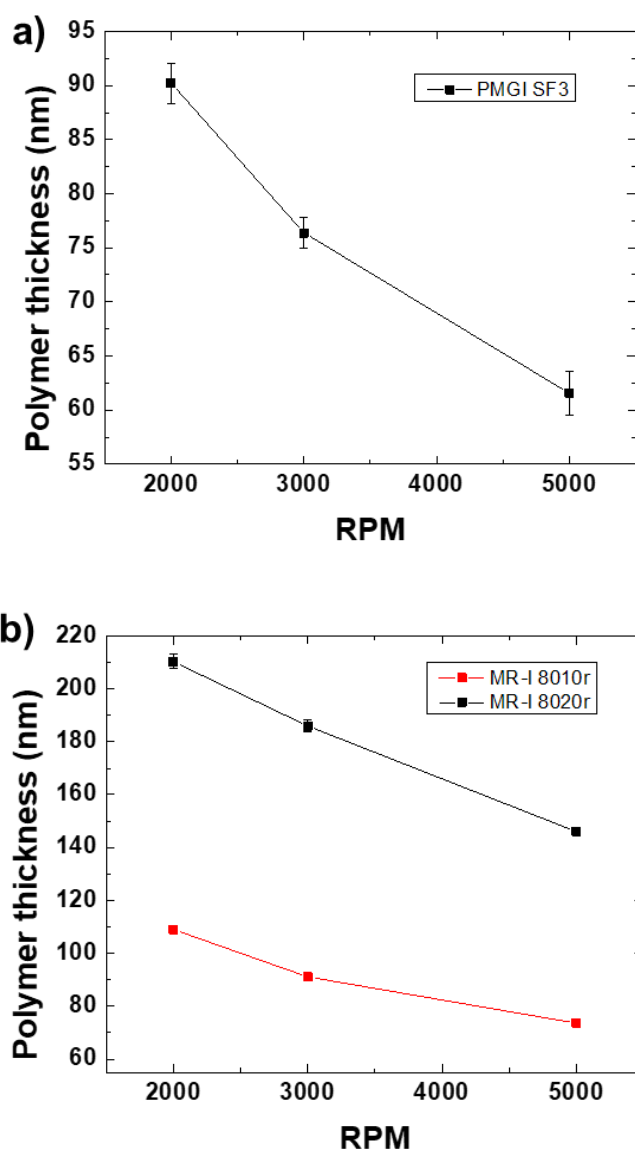 a)
95
90
85
80
75
70
65
60
55
Polymer thickness (nm)
PMGI SF3
2000 3000 4000 5000
RPM
b)
220
200
180
160
140
120
100
80
60
Polymer thickness (nm)
MR-I 8010r
MR-I 8020r
2000 3000 4000 5000
RPM